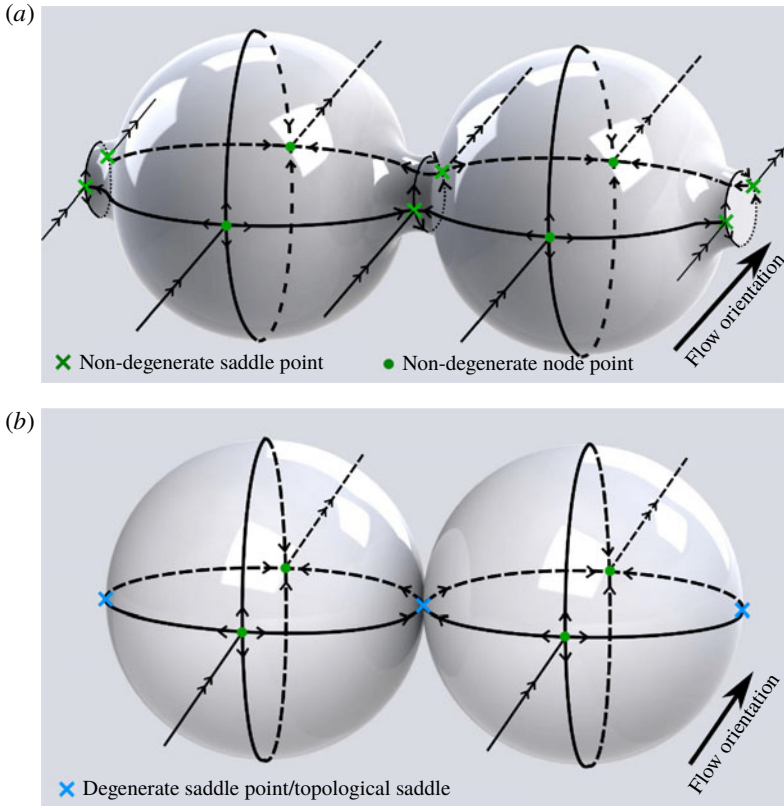 (a)
Flow orientation
Non-degenerate saddle point
Non-degenerate node point
(b)
Flow orientation
Degenerate saddle point/topological saddle